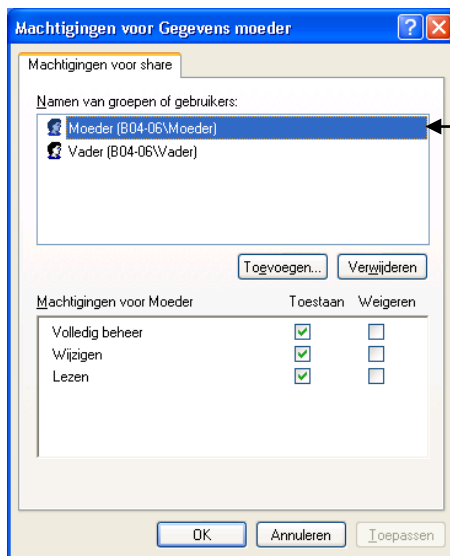 Machtigingen voor Gegevens moeder
Machtigingen voor share
Namen van groepen of gebruikers:
Moeder (B04-06\Moeder)
Vader (B04-06\Vader)
Toevoegen... Verwijderen
Machtigingen voor Moeder Toestaan Weigeren
Volledig beheer
Wijzigen
Lezen
OK Annuleren Toepassen